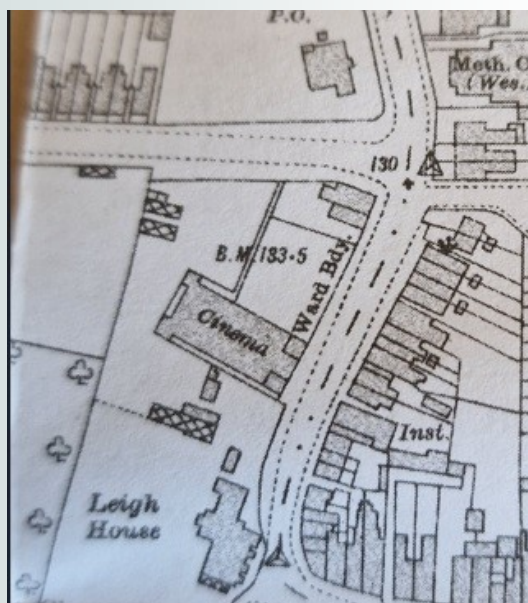 P.O.
Meth. C
(Wes.)
130
B.M. 133·5
Ward Bdy.
Cinema
Inst.
Leigh
House